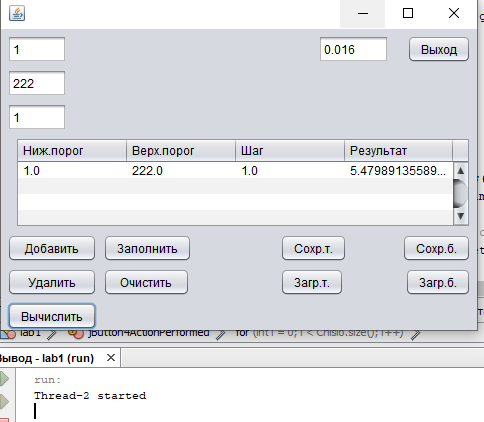 1
0.016
Выход
222
1
Ниж.порог Верх.порог Шаг Результат
1.0 222.0 1.0 5.47989135589...
Добавить Заполнить Сохр.т. Сохр.б.
Удалить Очистить Загр.т. Загр.б.
Вычислить
lab1 jButton4ActionPerformed for (int i = 0; i < Chislo.size(); i++)
Вывод - lab1 (run)
run:
Thread-2 started